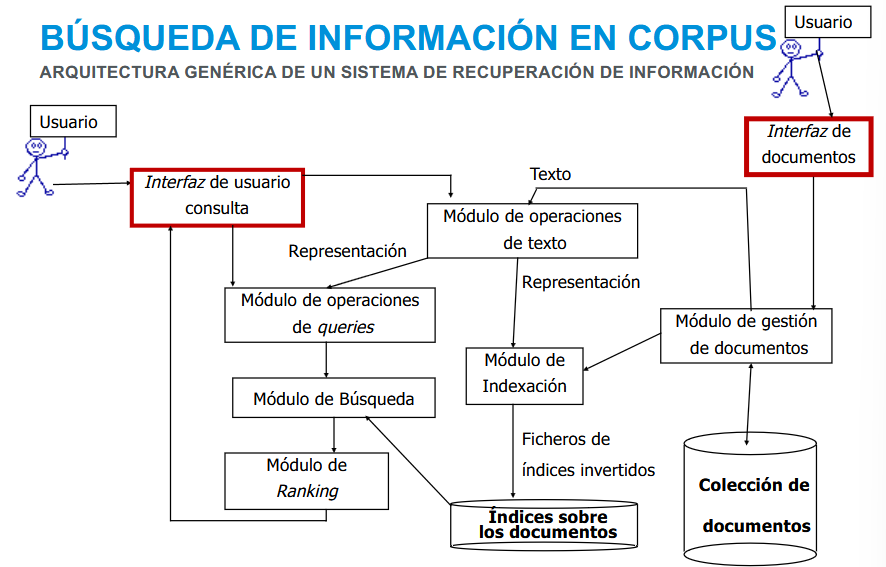 BÚSQUEDA DE INFORMACIÓN EN CORPUS
ARQUITECTURA GENÉRICA DE UN SISTEMA DE RECUPERACIÓN DE INFORMACIÓN
Usuario
Usuario
Interfaz de
documentos
Interfaz de usuario
consulta
Texto
Módulo de operaciones
de texto
Representación
Representación
Módulo de operaciones
de queries
Módulo de gestión
de documentos
Módulo de
Indexación
Módulo de Búsqueda
Ficheros de
índices invertidos
Módulo de
Ranking
Colección de
documentos
Índices sobre
los documentos